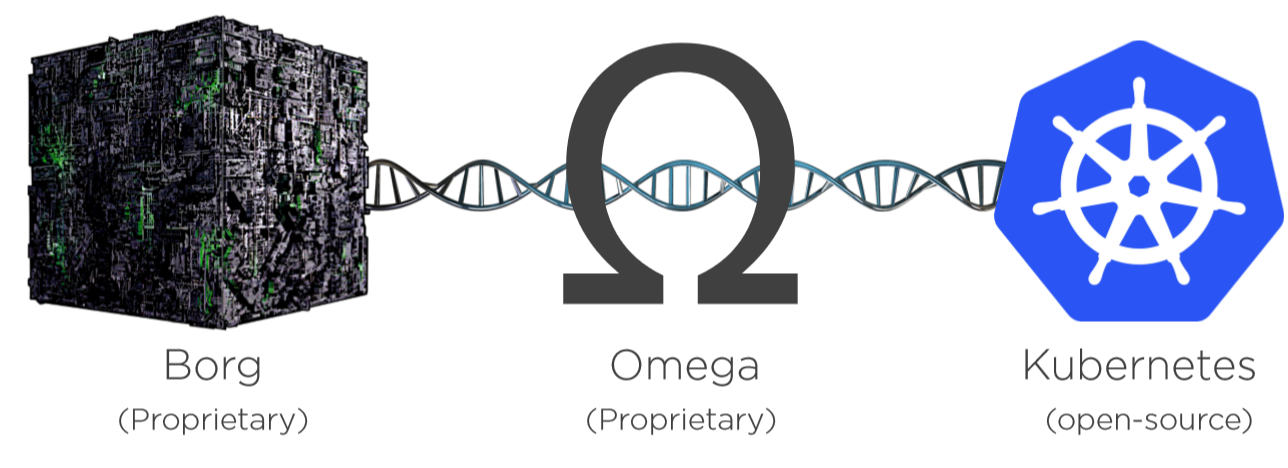 Borg
(Proprietary)
Omega
(Proprietary)
Kubernetes
(open-source)